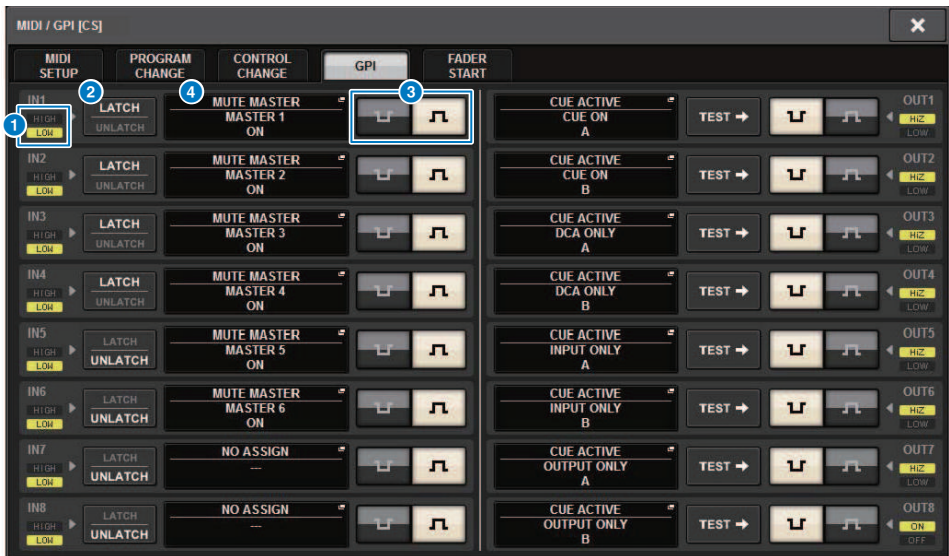 MIDI / GPI [CS]
MIDI SETUP
PROGRAM CHANGE
CONTROL CHANGE
GPI
FADER START
1
2
4
3
IN1
HIGH
LOW
LATCH
UNLATCH
MUTE MASTER
MASTER 1
ON
CUE ACTIVE
CUE ON
A
TEST
OUT1
HiZ
LOW
IN2
HIGH
LOW
LATCH
UNLATCH
MUTE MASTER
MASTER 2
ON
CUE ACTIVE
CUE ON
B
TEST
OUT2
HiZ
LOW
IN3
HIGH
LOW
LATCH
UNLATCH
MUTE MASTER
MASTER 3
ON
CUE ACTIVE
DCA ONLY
A
TEST
OUT3
HiZ
LOW
IN4
HIGH
LOW
LATCH
UNLATCH
MUTE MASTER
MASTER 4
ON
CUE ACTIVE
DCA ONLY
B
TEST
OUT4
HiZ
LOW
IN5
HIGH
LOW
LATCH
UNLATCH
MUTE MASTER
MASTER 5
ON
CUE ACTIVE
INPUT ONLY
A
TEST
OUT5
HiZ
LOW
IN6
HIGH
LOW
LATCH
UNLATCH
MUTE MASTER
MASTER 6
ON
CUE ACTIVE
INPUT ONLY
B
TEST
OUT6
HiZ
LOW
IN7
HIGH
LOW
LATCH
UNLATCH
NO ASSIGN
---
CUE ACTIVE
OUTPUT ONLY
A
TEST
OUT7
HiZ
LOW
IN8
HIGH
LOW
LATCH
UNLATCH
NO ASSIGN
---
CUE ACTIVE
OUTPUT ONLY
B
TEST
OUT8
ON
OFF